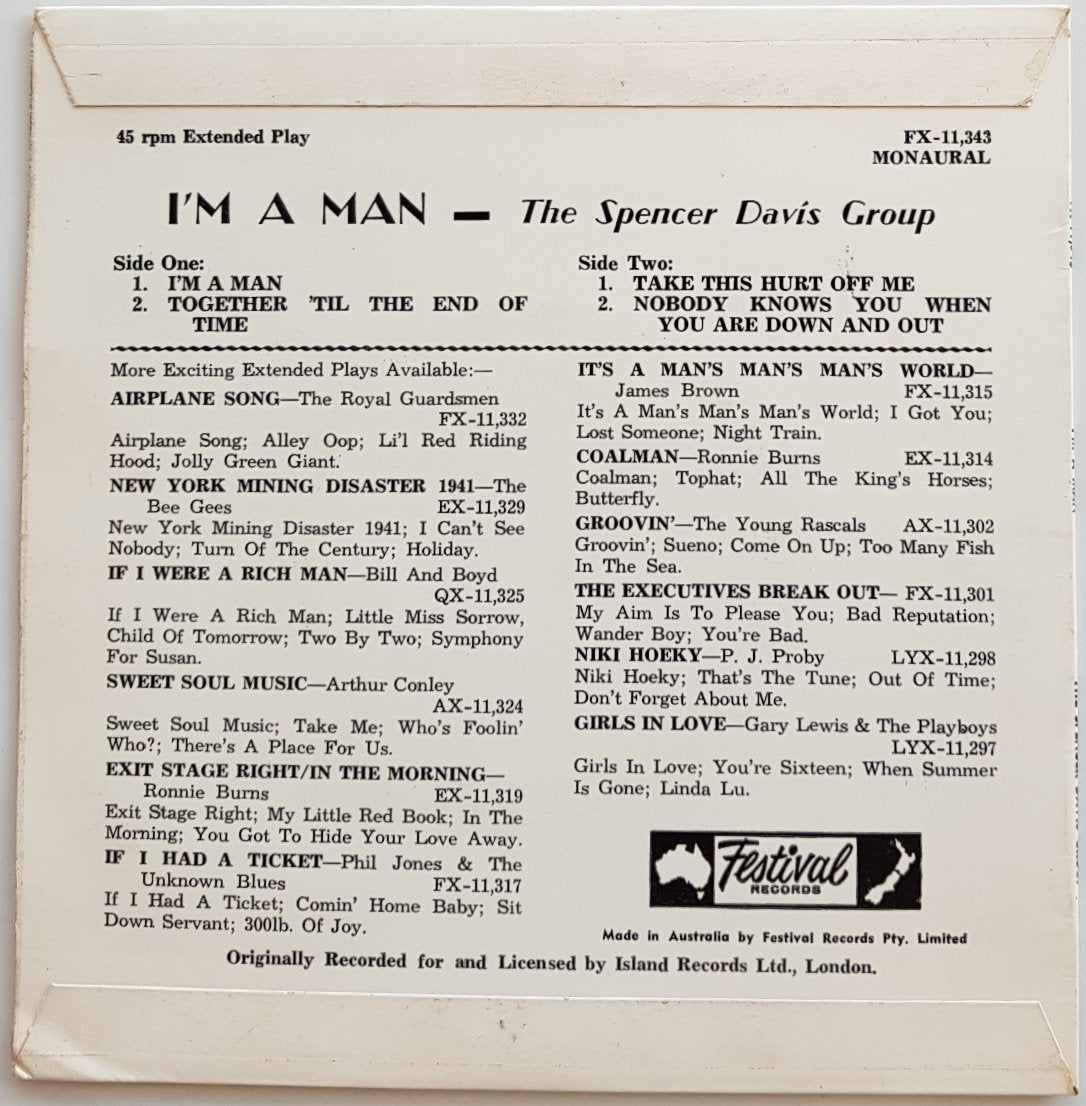 45 rpm Extended Play
FX-11,343
MONAURAL
I'M A MAN — The Spencer Davis Group
Side One:
1. I'M A MAN
2. TOGETHER 'TIL THE END OF
TIME
Side Two:
1. TAKE THIS HURT OFF ME
2. NOBODY KNOWS YOU WHEN
YOU ARE DOWN AND OUT
More Exciting Extended Plays Available:—
AIRPLANE SONG—The Royal Guardsmen
FX-11,332
Airplane Song; Alley Oop; Li'l Red Riding
Hood; Jolly Green Giant.
NEW YORK MINING DISASTER 1941—The
Bee Gees EX-11,329
New York Mining Disaster 1941; I Can't See
Nobody; Turn Of The Century; Holiday.
IF I WERE A RICH MAN—Bill And Boyd
QX-11,325
If I Were A Rich Man; Little Miss Sorrow,
Child Of Tomorrow; Two By Two; Symphony
For Susan.
SWEET SOUL MUSIC—Arthur Conley
AX-11,324
Sweet Soul Music; Take Me; Who's Foolin'
Who?; There's A Place For Us.
EXIT STAGE RIGHT/IN THE MORNING—
Ronnie Burns EX-11,319
Exit Stage Right; My Little Red Book; In The
Morning; You Got To Hide Your Love Away.
IF I HAD A TICKET—Phil Jones & The
Unknown Blues FX-11,317
If I Had A Ticket; Comin' Home Baby; Sit
Down Servant; 300lb. Of Joy.
IT'S A MAN'S MAN'S MAN'S WORLD—
James Brown FX-11,315
It's A Man's Man's Man's World; I Got You;
Lost Someone; Night Train.
COALMAN—Ronnie Burns EX-11,314
Coalman; Tophat; All The King's Horses;
Butterfly.
GROOVIN'—The Young Rascals AX-11,302
Groovin'; Sueno; Come On Up; Too Many Fish
In The Sea.
THE EXECUTIVES BREAK OUT— FX-11,301
My Aim Is To Please You; Bad Reputation;
Wander Boy; You're Bad.
NIKI HOEKY—P. J. Proby LYX-11,298
Niki Hoeky; That's The Tune; Out Of Time;
Don't Forget About Me.
GIRLS IN LOVE—Gary Lewis & The Playboys
LYX-11,297
Girls In Love; You're Sixteen; When Summer
Is Gone; Linda Lu.
Festival
RECORDS
Made in Australia by Festival Records Pty. Limited
Originally Recorded for and Licensed by Island Records Ltd., London.